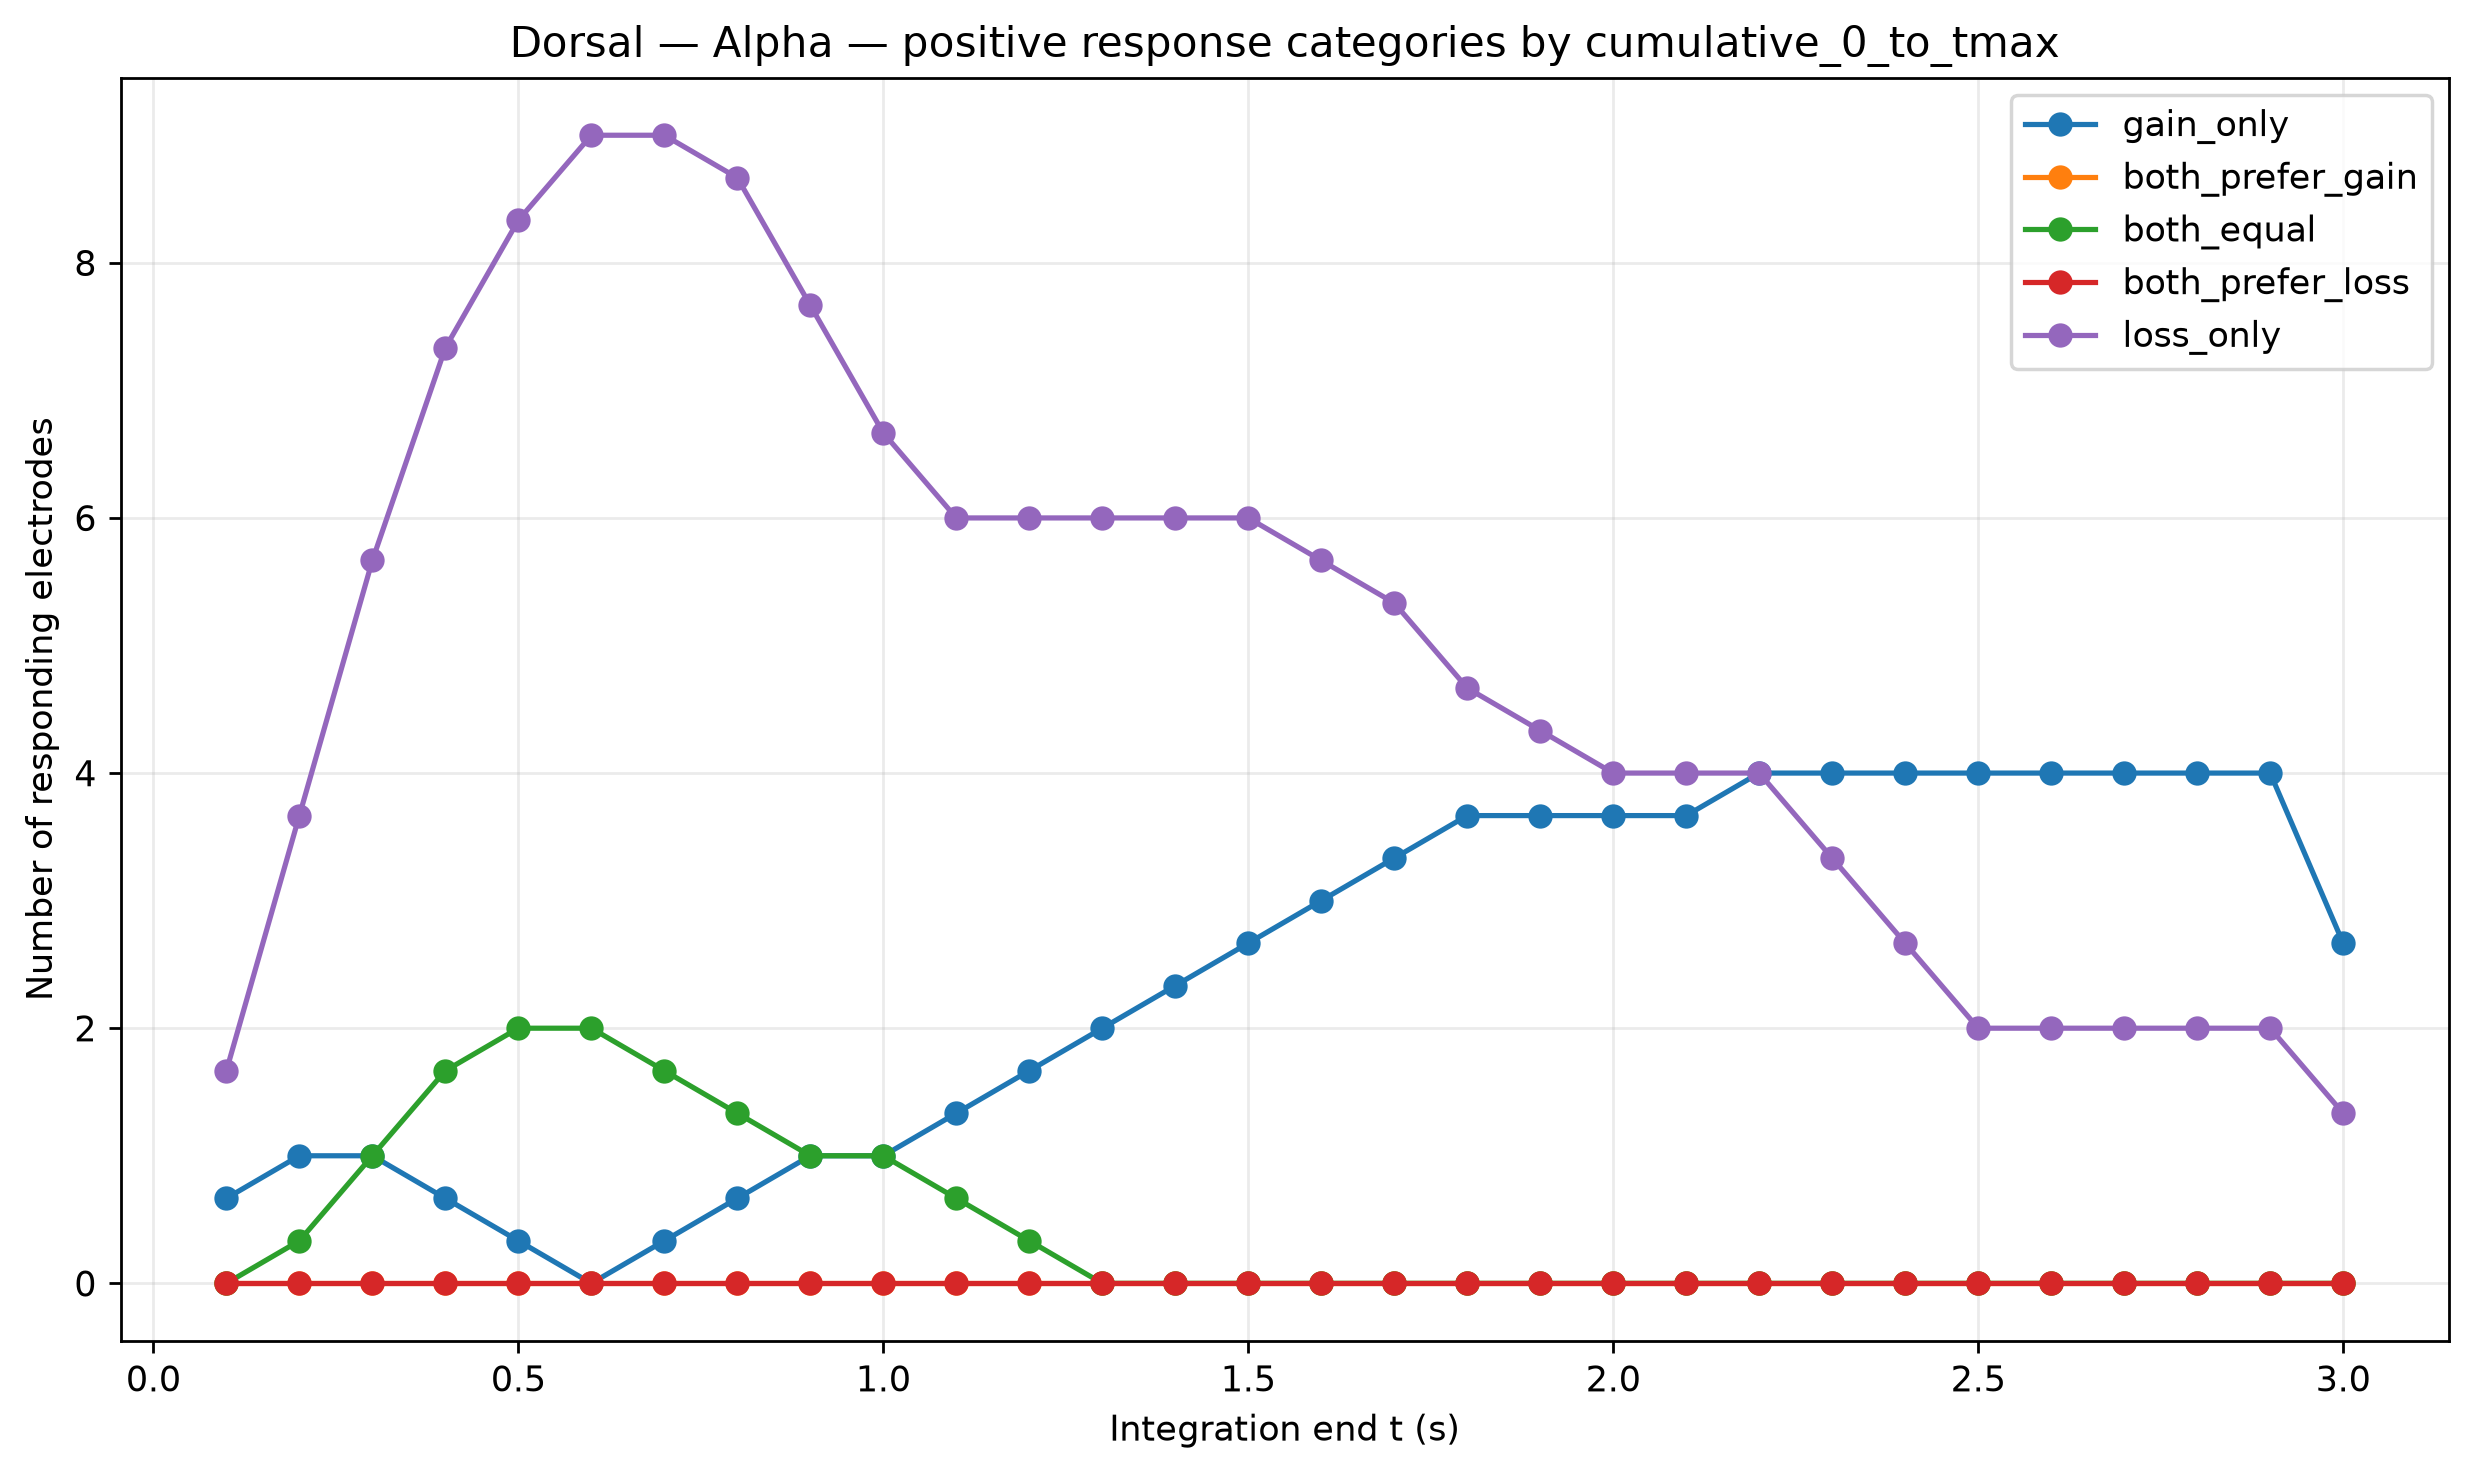 Dorsal — Alpha — positive response categories by cumulative_0_to_tmax
gain_only
both_prefer_gain
both_equal
both_prefer_loss
loss_only
Number of responding electrodes
8
6
4
2
0
0.0 0.5 1.0 1.5 2.0 2.5 3.0
Integration end t (s)